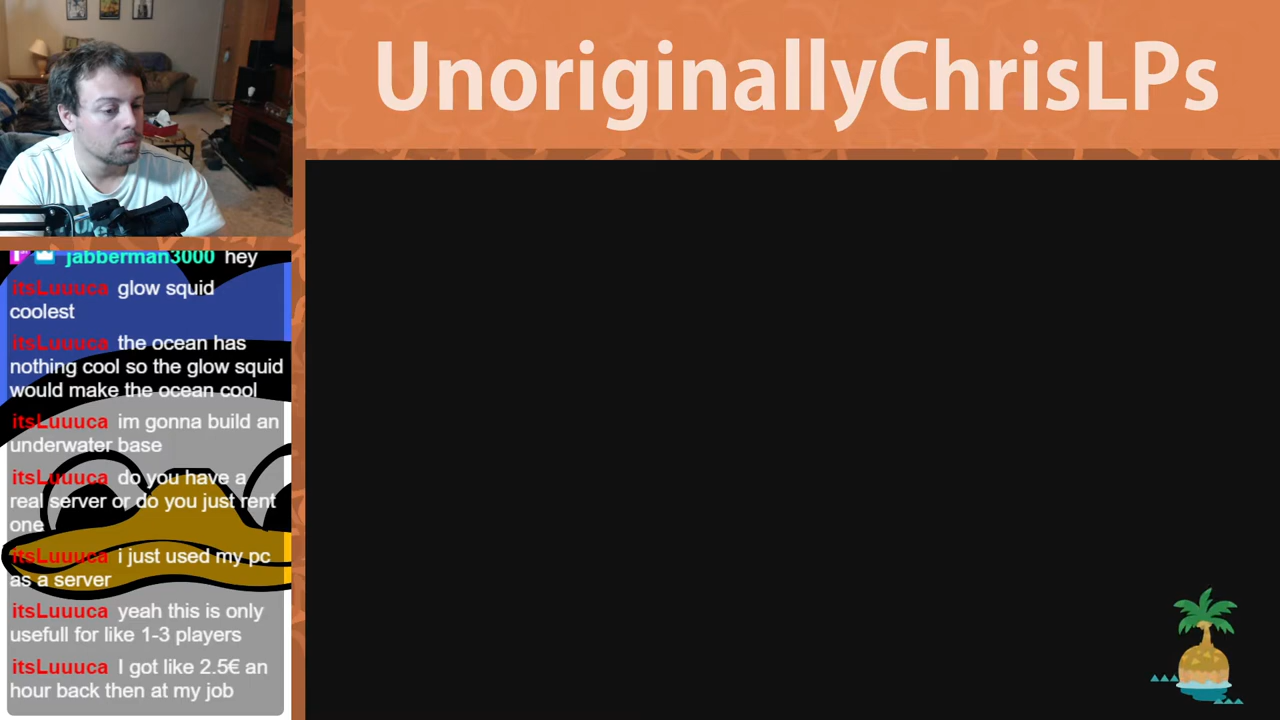 UnoriginallyChrisLPs
jabberman3000 hey
itsLuuuca glow squid
coolest
itsLuuuca the ocean has
nothing cool so the glow squid
would make the ocean cool
itsLuuuca im gonna build an
underwater base
itsLuuuca do you have a
real server or do you just rent
one
itsLuuuca i just used my pc
as a server
itsLuuuca yeah this is only
usefull for like 1-3 players
itsLuuuca I got like 2.5€ an
hour back then at my job